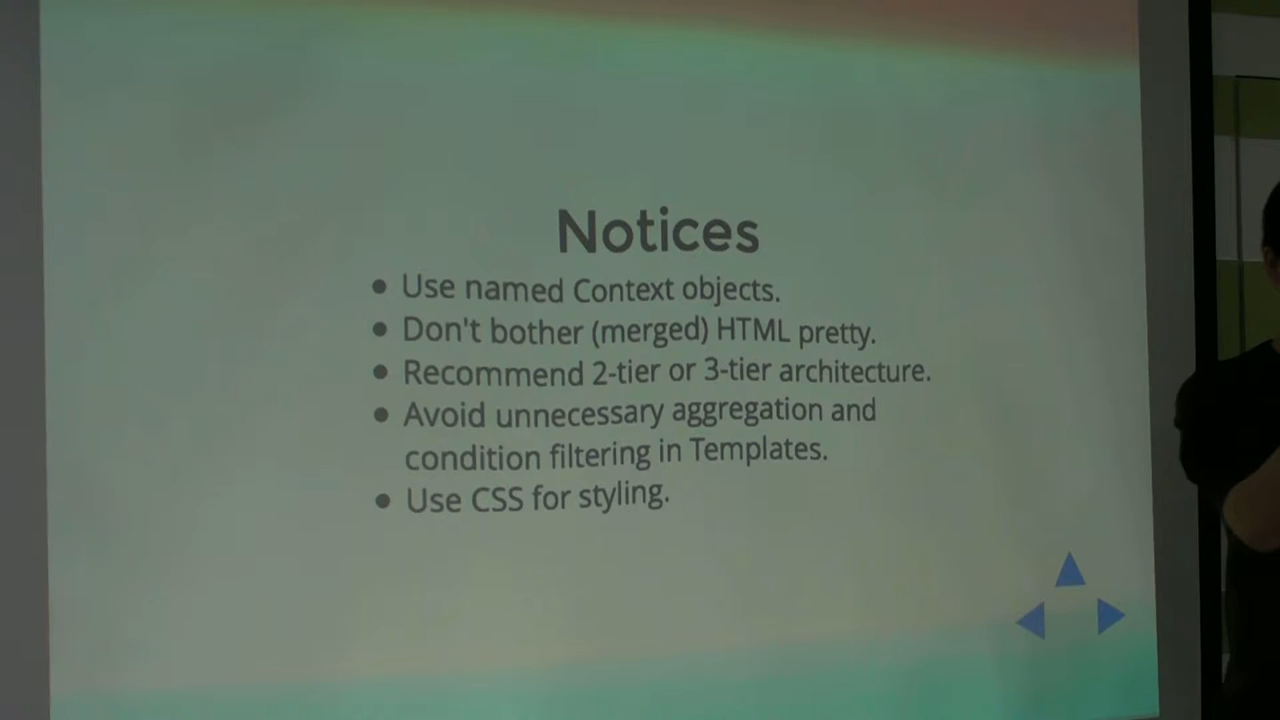 Notices
• Use named Context objects.
• Don't bother (merged) HTML pretty.
• Recommend 2-tier or 3-tier architecture.
• Avoid unnecessary aggregation and
condition filtering in Templates.
• Use CSS for styling.